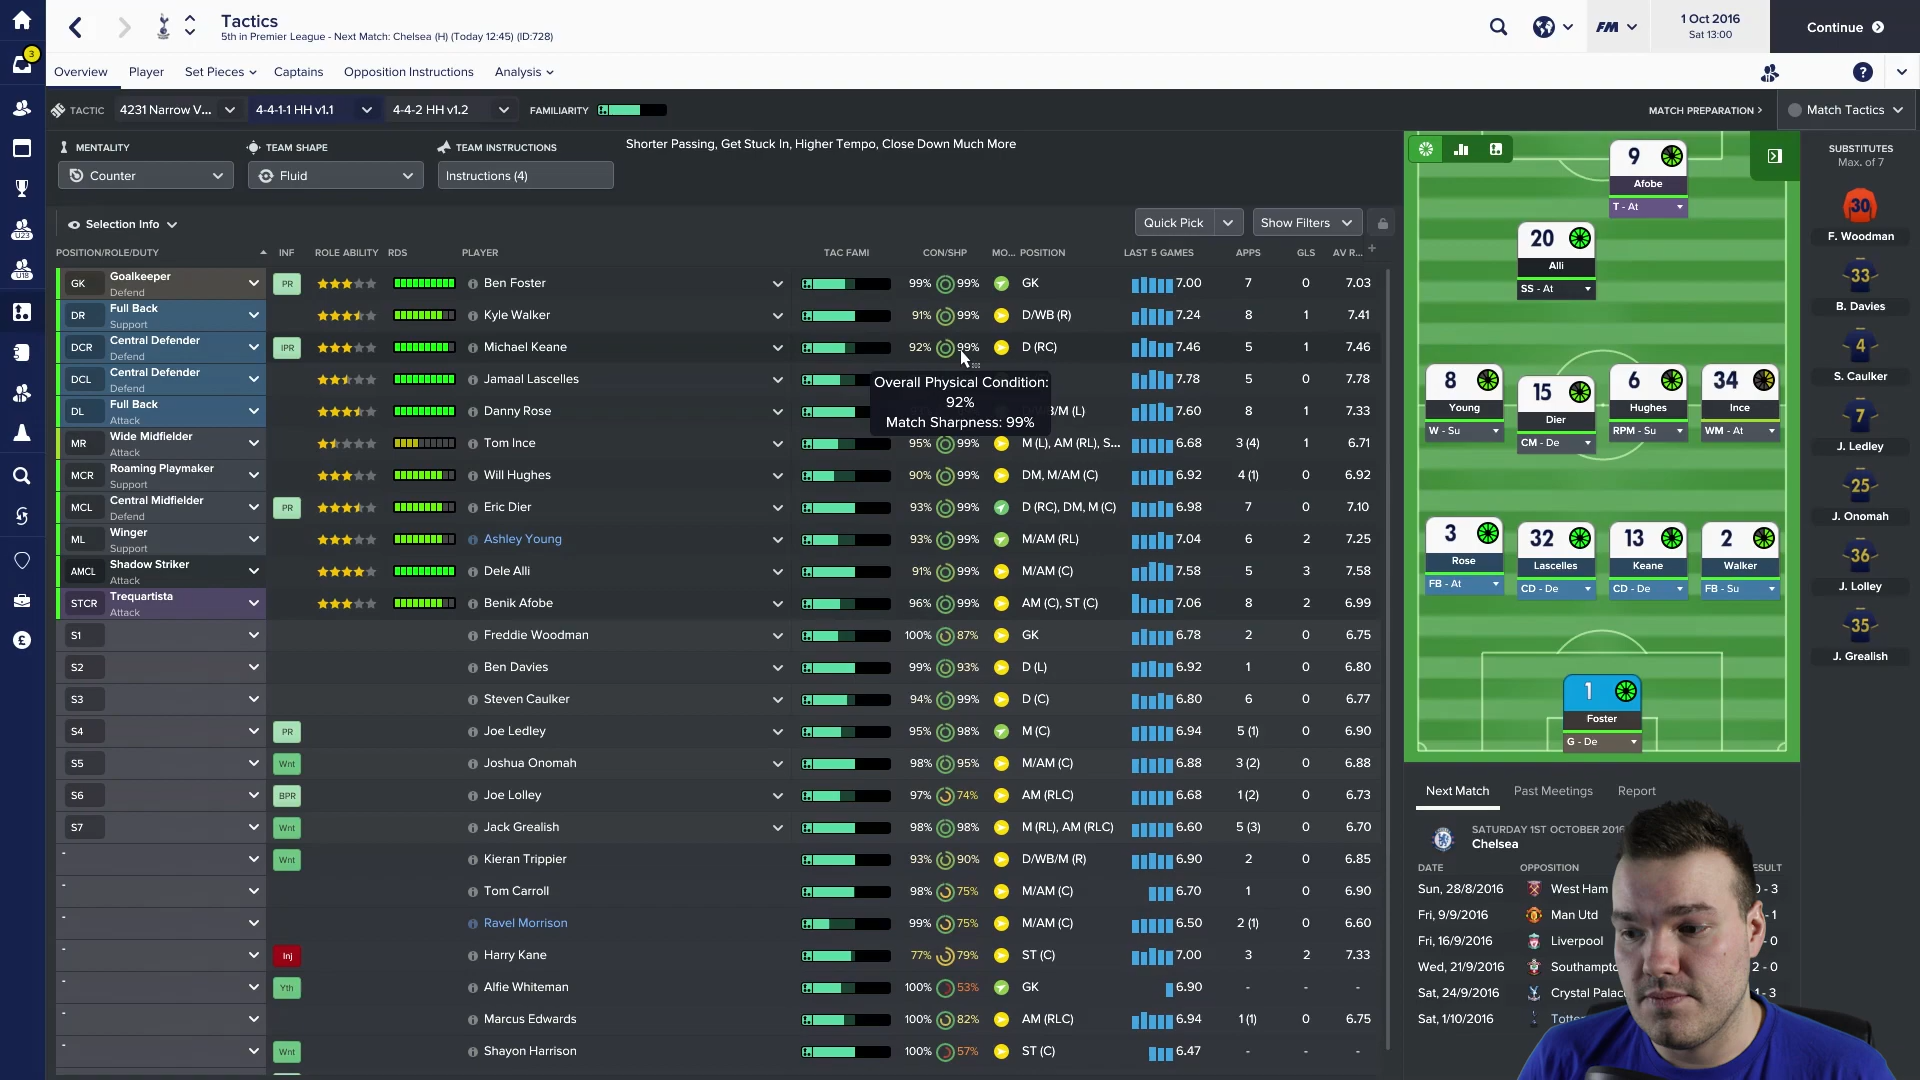 Tactics
5th in Premier League - Next Match: Chelsea (H) (Today 12:45) (ID:728)
FM
1 Oct 2016
Sat 13:00
Continue
3
Overview Player Set Pieces Captains Opposition Instructions Analysis
TACTIC 4231 Narrow V... 4-4-1-1 HH v1.1 4-4-2 HH v1.2 FAMILIARITY
MATCH PREPARATION > Match Tactics
MENTALITY TEAM SHAPE TEAM INSTRUCTIONS
Shorter Passing, Get Stuck In, Higher Tempo, Close Down Much More
Counter Fluid Instructions (4)
Selection Info Quick Pick Show Filters
POSITION/ROLE/DUTY INF ROLE ABILITY RDS PLAYER TAC FAMI CON/SHP MO... POSITION LAST 5 GAMES APPS GLS AV R...
GK Goalkeeper Defend PR Ben Foster 99% 99% GK 7.00 7 0 7.03
DR Full Back Support Kyle Walker 91% 99% D/WB (R) 7.24 8 1 7.41
DCR Central Defender Defend IPR Michael Keane 92% 99% D (RC) 7.46 5 1 7.46
DCL Central Defender Defend Jamaal Lascelles 7.78 5 0 7.78
DL Full Back Attack Danny Rose B/M (L) 7.60 8 1 7.33
MR Wide Midfielder Attack Tom Ince 95% 99% M (L), AM (RL), S... 6.68 3 (4) 1 6.71
MCR Roaming Playmaker Support Will Hughes 90% 99% DM, M/AM (C) 6.92 4 (1) 0 6.92
MCL Central Midfielder Defend PR Eric Dier 93% 99% D (RC), DM, M (C) 6.98 7 0 7.10
ML Winger Support Ashley Young 93% 99% M/AM (RL) 7.04 6 2 7.25
AMCL Shadow Striker Attack Dele Alli 91% 99% M/AM (C) 7.58 5 3 7.58
STCR Trequartista Attack Benik Afobe 96% 99% AM (C), ST (C) 7.06 8 2 6.99
S1 Freddie Woodman 100% 87% GK 6.78 2 0 6.75
S2 Ben Davies 99% 93% D (L) 6.92 1 0 6.80
S3 Steven Caulker 94% 99% D (C) 6.80 6 0 6.77
S4 PR Joe Ledley 95% 98% M (C) 6.94 5 (1) 0 6.90
S5 Wnt Joshua Onomah 98% 95% M/AM (C) 6.88 3 (2) 0 6.88
S6 BPR Joe Lolley 97% 74% AM (RLC) 6.68 1 (2) 0 6.73
S7 Wnt Jack Grealish 98% 98% M (RL), AM (RLC) 6.60 5 (3) 0 6.70
- Wnt Kieran Trippier 93% 90% D/WB/M (R) 6.90 2 0 6.85
- Tom Carroll 98% 75% M/AM (C) 6.70 1 0 6.90
- Ravel Morrison 99% 75% M/AM (C) 6.50 2 (1) 0 6.60
- Inj Harry Kane 77% 79% ST (C) 7.00 3 2 7.33
- Yth Alfie Whiteman 100% 53% GK 6.90 - - -
- Marcus Edwards 100% 82% AM (RLC) 6.94 1 (1) 0 6.75
- Wnt Shayon Harrison 100% 57% ST (C) 6.47 - - -
Overall Physical Condition:
92%
Match Sharpness: 99%
9
Afobe
T - At
20
Alli
SS - At
8 15 6 34
Young Dier Hughes Ince
W - Su CM - De RPM - Su WM - At
3 32 13 2
Rose Lascelles Keane Walker
FB - At CD - De CD - De FB - Su
1
Foster
G - De
SUBSTITUTES
Max. of 7
30
F. Woodman
33
B. Davies
4
S. Caulker
7
J. Ledley
25
J. Onomah
36
J. Lolley
35
J. Grealish
Next Match Past Meetings Report
SATURDAY 1ST OCTOBER 2016
Chelsea
DATE OPPOSITION ESULT
Sun, 28/8/2016 West Ham 0 - 3
Fri, 9/9/2016 Man Utd - 1
Fri, 16/9/2016 Liverpool - 0
Wed, 21/9/2016 Southampto 2 - 0
Sat, 24/9/2016 Crystal Palac - 3
Sat, 1/10/2016 Totte